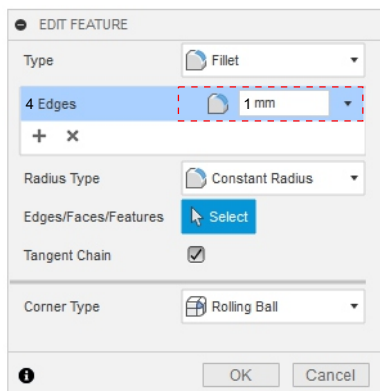 EDIT FEATURE
Type Fillet
4 Edges 1 mm
Radius Type Constant Radius
Edges/Faces/Features Select
Tangent Chain
Corner Type Rolling Ball
OK Cancel